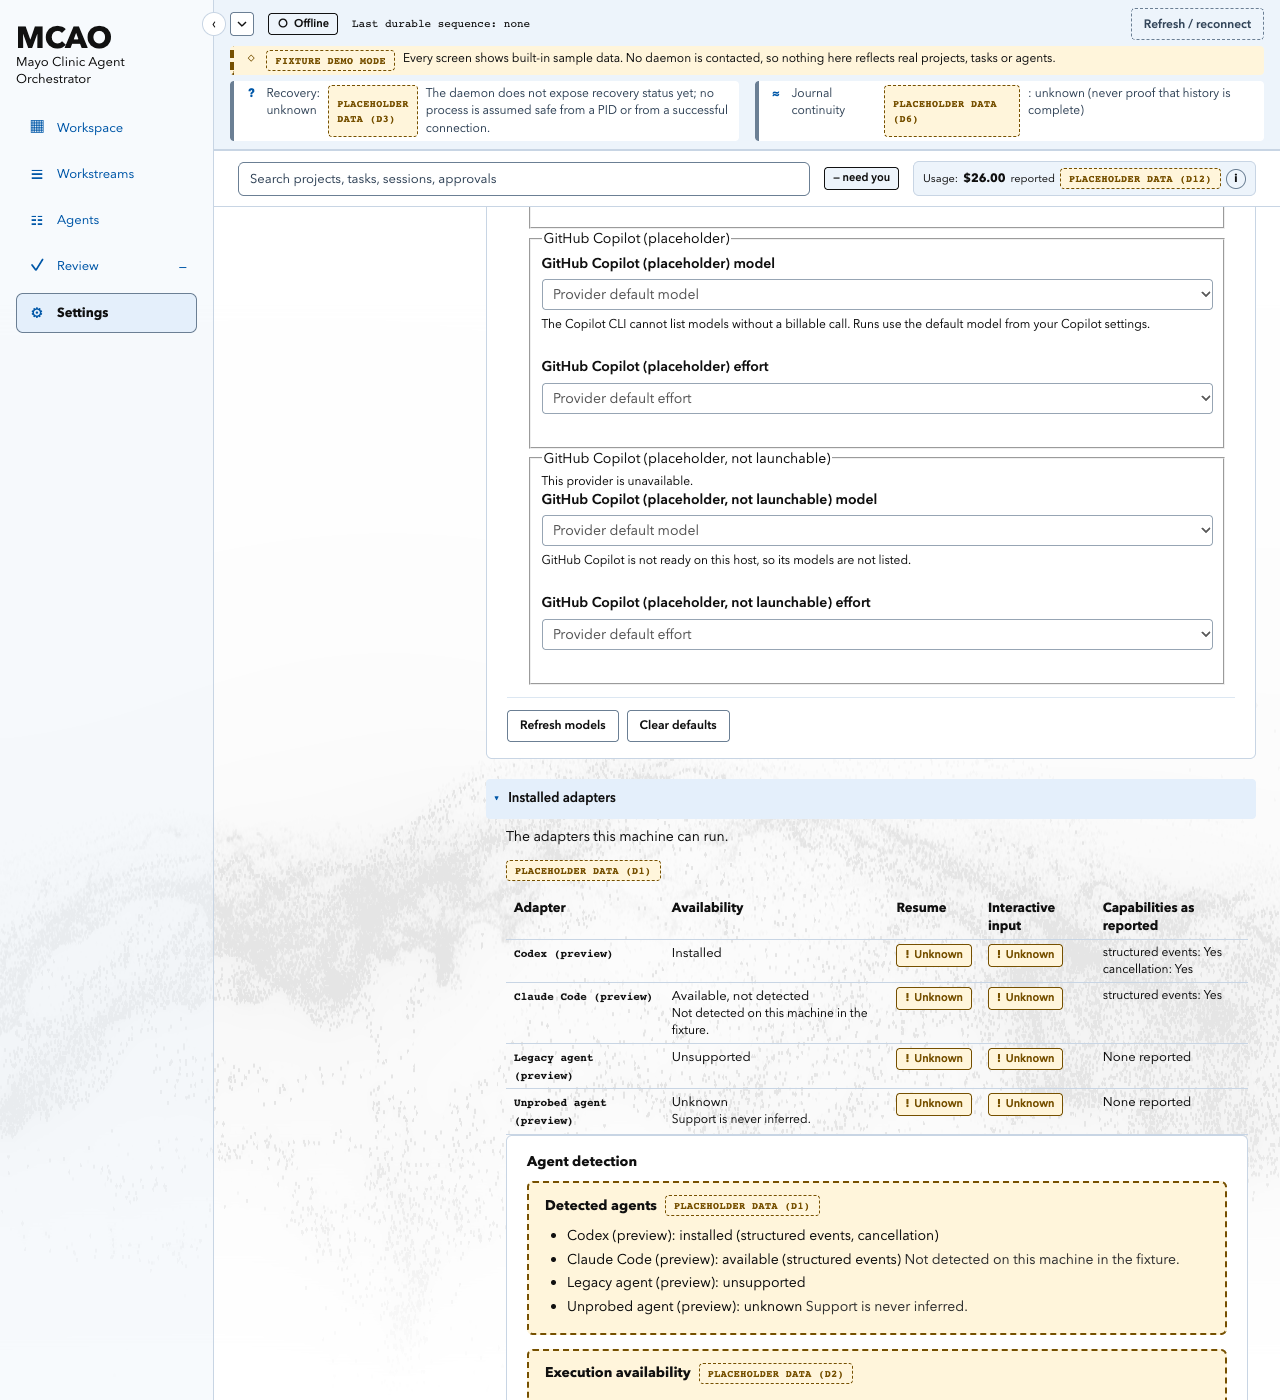 MCAO
Mayo Clinic Agent
Orchestrator
Workspace
Workstreams
Agents
Review –
Settings
Offline
Last durable sequence: none
Refresh / reconnect
FIXTURE DEMO MODE Every screen shows built-in sample data. No daemon is contacted, so nothing here reflects real projects, tasks or agents.
? Recovery:
unknown
PLACEHOLDER
DATA (D3)
The daemon does not expose recovery status yet; no
process is assumed safe from a PID or from a successful
connection.
≈ Journal
continuity
PLACEHOLDER DATA
(D6)
: unknown (never proof that history is
complete)
Search projects, tasks, sessions, approvals
– need you
Usage: $26.00 reported PLACEHOLDER DATA (D12) i
GitHub Copilot (placeholder)
GitHub Copilot (placeholder) model
Provider default model
The Copilot CLI cannot list models without a billable call. Runs use the default model from your Copilot settings.
GitHub Copilot (placeholder) effort
Provider default effort
GitHub Copilot (placeholder, not launchable)
This provider is unavailable.
GitHub Copilot (placeholder, not launchable) model
Provider default model
GitHub Copilot is not ready on this host, so its models are not listed.
GitHub Copilot (placeholder, not launchable) effort
Provider default effort
Refresh models
Clear defaults
Installed adapters
The adapters this machine can run.
PLACEHOLDER DATA (D1)
Adapter Availability Resume Interactive
input Capabilities as
reported
Codex (preview) Installed ! Unknown ! Unknown structured events: Yes
cancellation: Yes
Claude Code (preview) Available, not detected ! Unknown ! Unknown structured events: Yes
Not detected on this machine in the
fixture.
Legacy agent
(preview) Unsupported ! Unknown ! Unknown None reported
Unprobed agent
(preview) Unknown ! Unknown ! Unknown None reported
Support is never inferred.
Agent detection
Detected agents PLACEHOLDER DATA (D1)
• Codex (preview): installed (structured events, cancellation)
• Claude Code (preview): available (structured events) Not detected on this machine in the fixture.
• Legacy agent (preview): unsupported
• Unprobed agent (preview): unknown Support is never inferred.
Execution availability PLACEHOLDER DATA (D2)